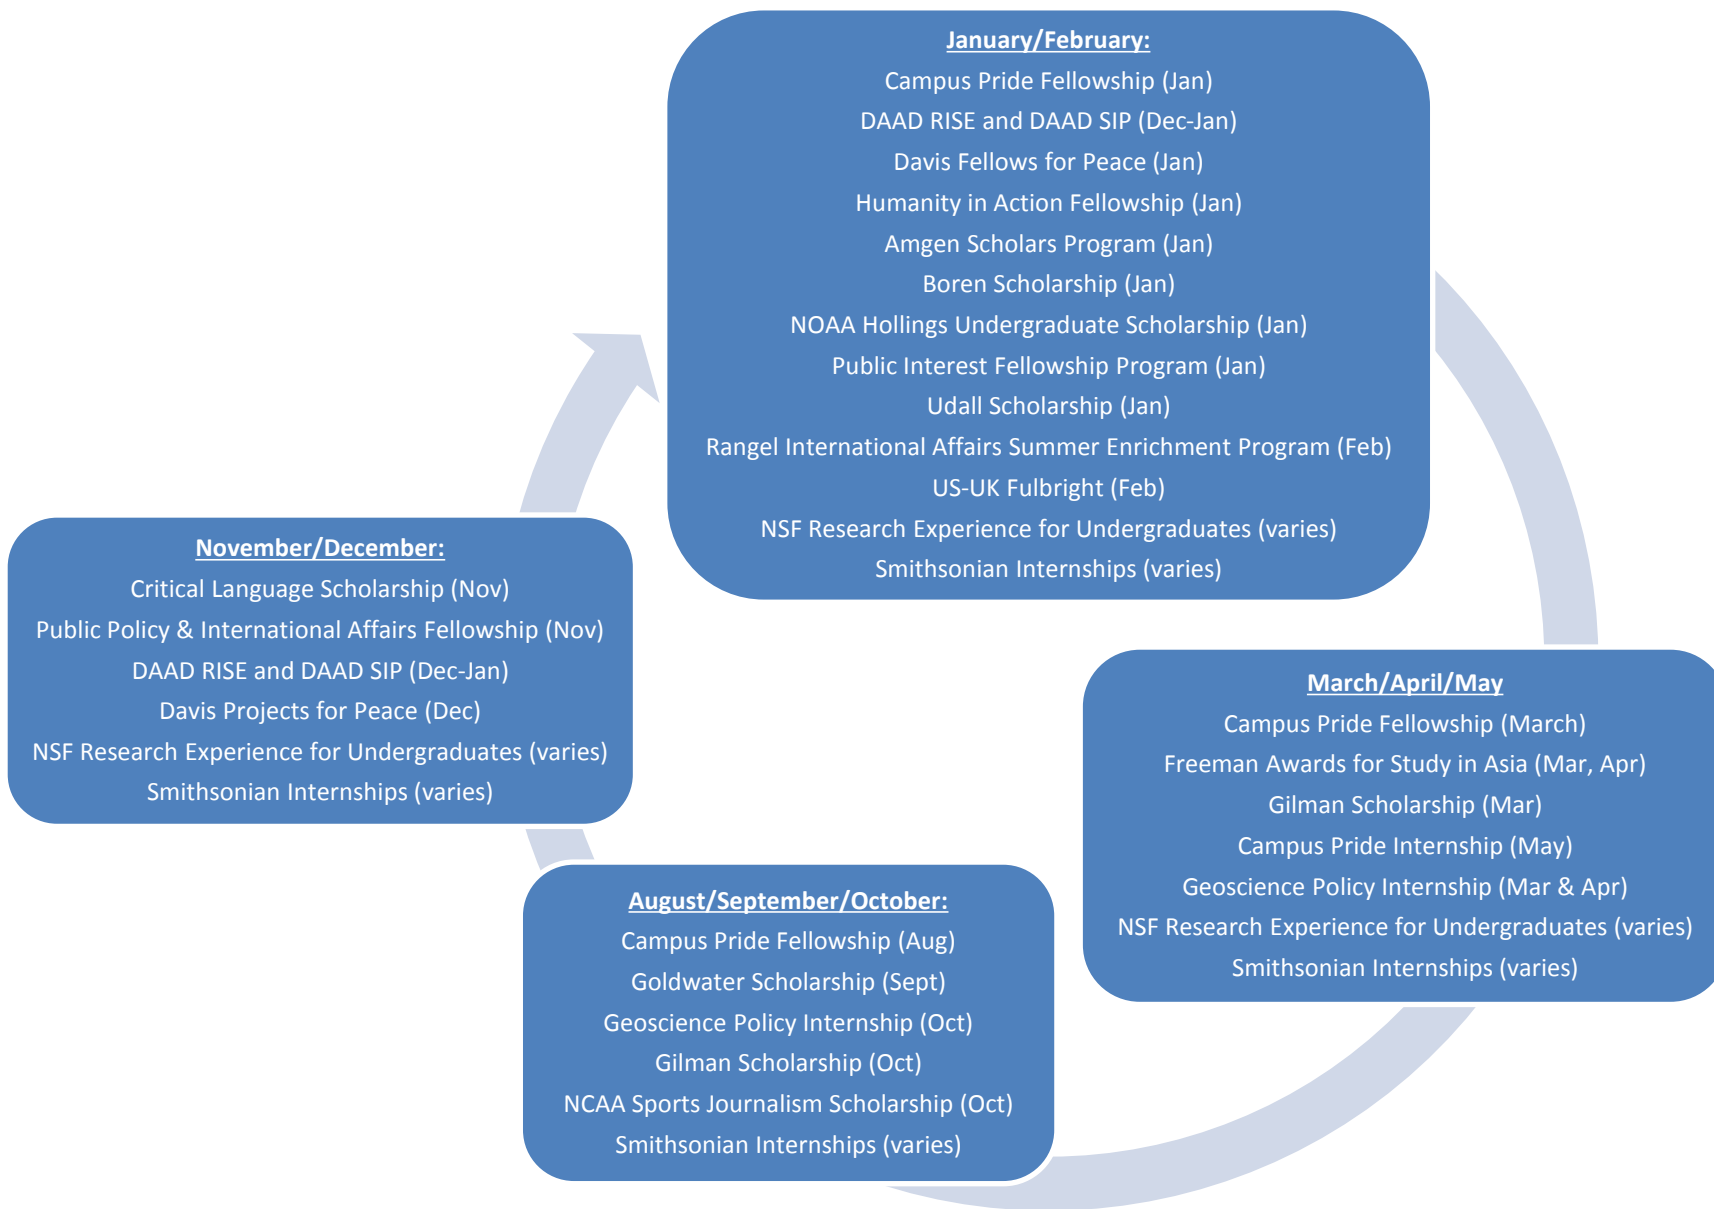 January/February:
Campus Pride Fellowship (Jan)
DAAD RISE and DAAD SIP (Dec-Jan)
Davis Fellows for Peace (Jan)
Humanity in Action Fellowship (Jan)
Amgen Scholars Program (Jan)
Boren Scholarship (Jan)
NOAA Hollings Undergraduate Scholarship (Jan)
Public Interest Fellowship Program (Jan)
Udall Scholarship (Jan)
Rangel International Affairs Summer Enrichment Program (Feb)
US-UK Fulbright (Feb)
NSF Research Experience for Undergraduates (varies)
Smithsonian Internships (varies)
March/April/May
Campus Pride Fellowship (March)
Freeman Awards for Study in Asia (Mar, Apr)
Gilman Scholarship (Mar)
Campus Pride Internship (May)
Geoscience Policy Internship (Mar & Apr)
NSF Research Experience for Undergraduates (varies)
Smithsonian Internships (varies)
August/September/October:
Campus Pride Fellowship (Aug)
Goldwater Scholarship (Sept)
Geoscience Policy Internship (Oct)
Gilman Scholarship (Oct)
NCAA Sports Journalism Scholarship (Oct)
Smithsonian Internships (varies)
November/December:
Critical Language Scholarship (Nov)
Public Policy & International Affairs Fellowship (Nov)
DAAD RISE and DAAD SIP (Dec-Jan)
Davis Projects for Peace (Dec)
NSF Research Experience for Undergraduates (varies)
Smithsonian Internships (varies)